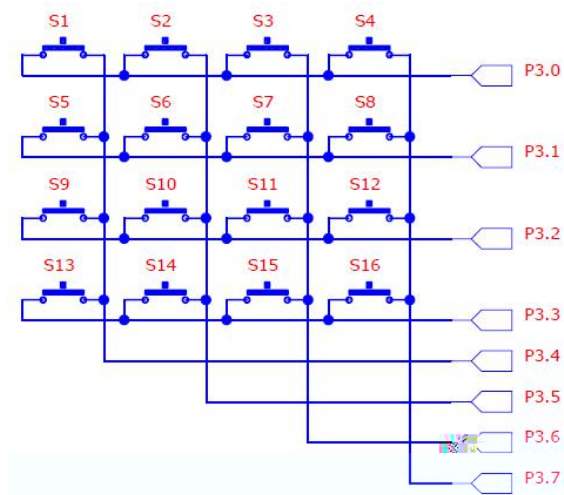 S1 S2 S3 S4
P3.0
S5 S6 S7 S8
P3.1
S9 S10 S11 S12
P3.2
S13 S14 S15 S16
P3.3
P3.4
P3.5
P3.6
P3.7